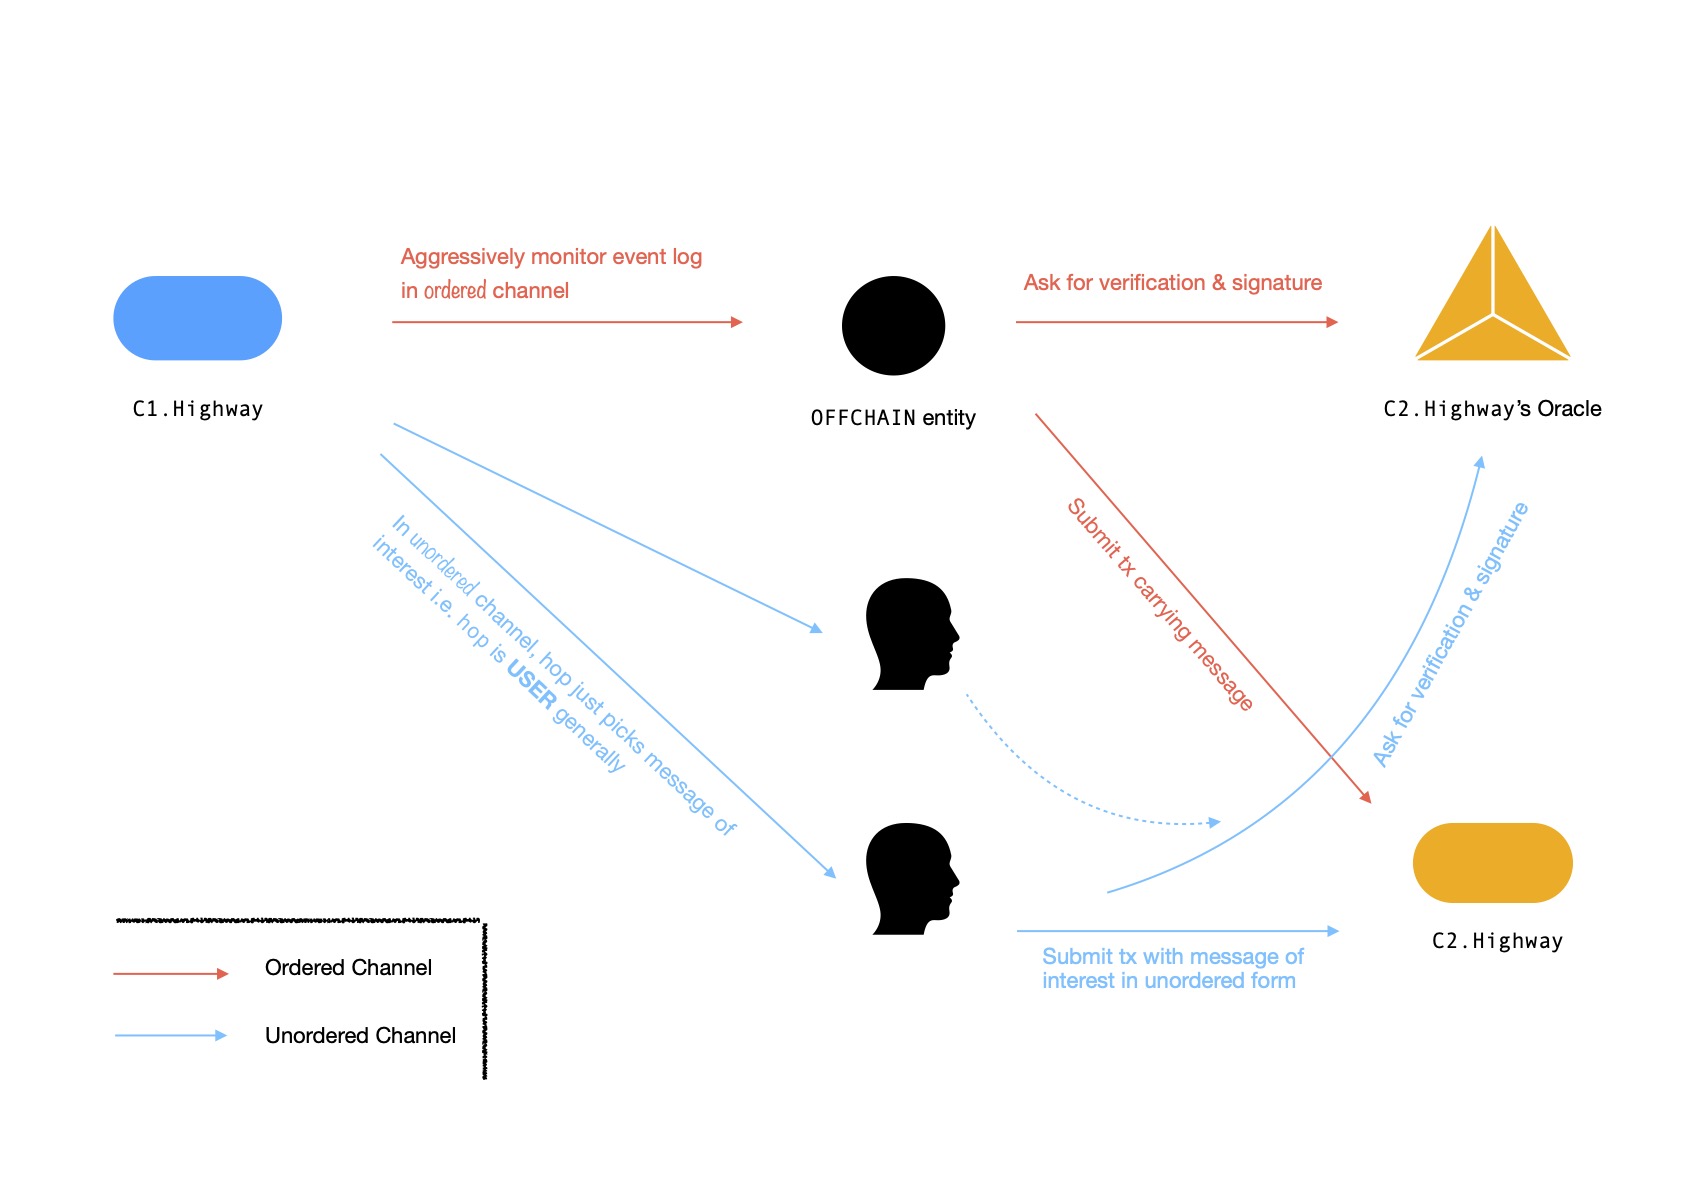 Aggressively monitor event log
in ordered channel
Ask for verification & signature
C1.Highway
OFFCHAIN entity
C2.Highway's Oracle
In unordered channel, hop just picks message of
interest i.e. hop is USER generally
Submit tx carrying message
Ask for verification & signature
C2.Highway
Submit tx with message of
interest in unordered form
Ordered Channel
Unordered Channel